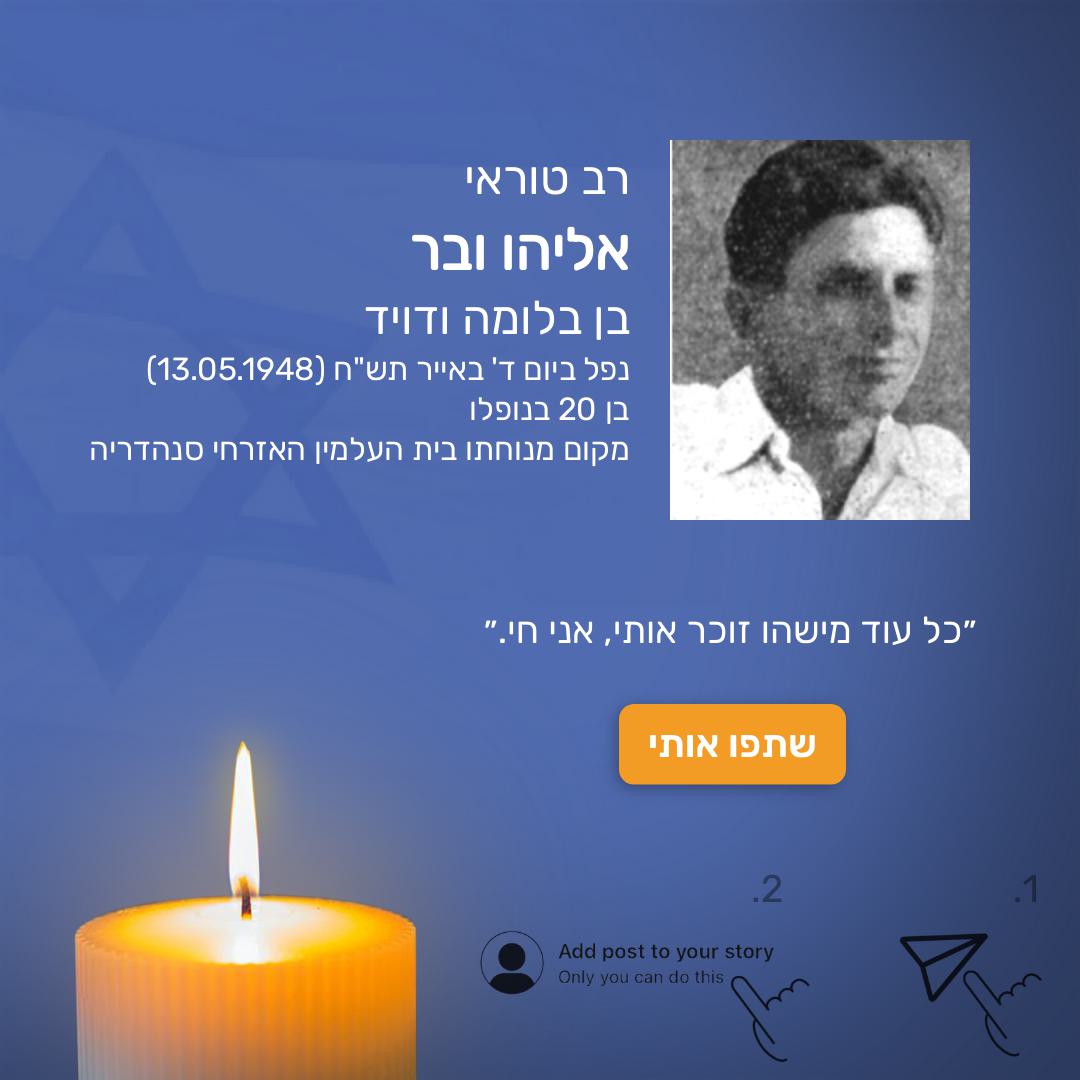 רב טוראי
אליהו ובר
בן בלומה ודויד
נפל ביום ד' באייר תש"ח (13.05.1948)
בן 20 בנופלו
מקום מנוחתו בית העלמין האזרחי סנהדריה
״כל עוד מישהו זוכר אותי, אני חי.״
שתפו אותי
1.
2.
Add post to your story
Only you can do this